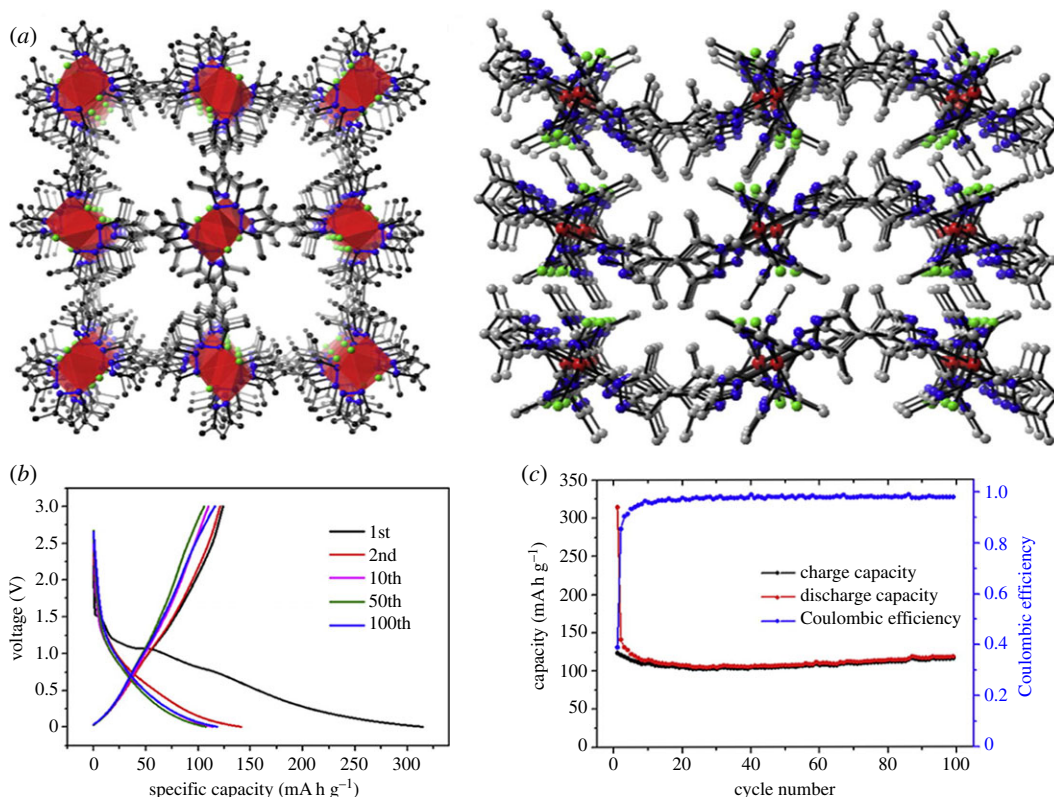 (a)
(b)
3.0
2.5
2.0
1.5
1.0
0.5
0
voltage (V)
1st
2nd
10th
50th
100th
0 50 100 150 200 250 300
specific capacity (mA h g–1)
(c)
350
300
250
200
150
100
50
0
capacity (mA h g–1)
charge capacity
discharge capacity
Coulombic efficiency
1.0
0.8
0.6
0.4
0.2
0
Coulombic efficiency
0 20 40 60 80 100
cycle number